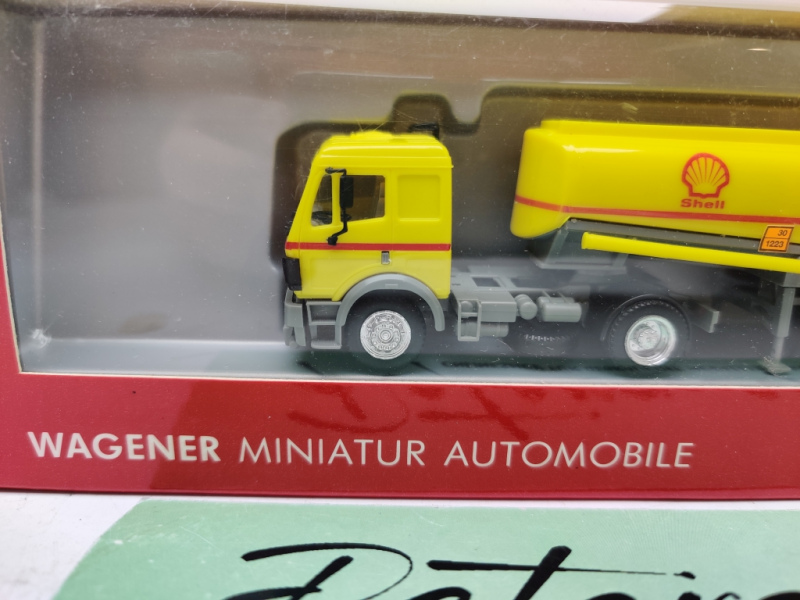 Shell
30
1223
WAGENER MINIATUR AUTOMOBILE